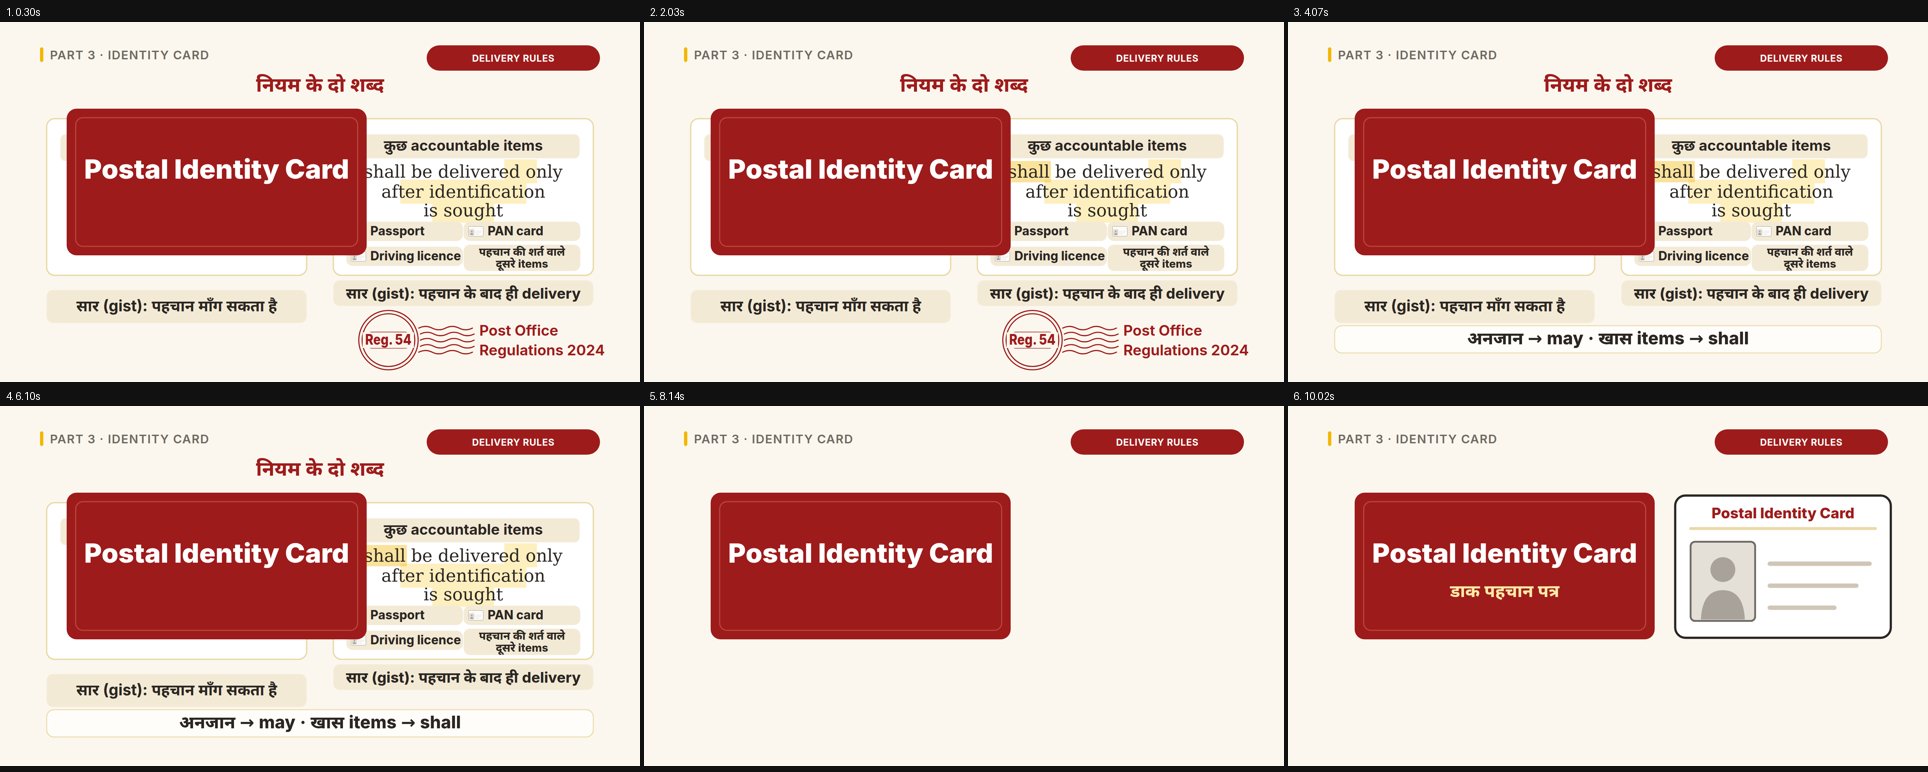 1. 0.30s
PART 3 · IDENTITY CARD
DELIVERY RULES
नियम के दो शब्द
Postal Identity Card
कुछ accountable items
shall be delivered only
after identification
is sought
Passport
PAN card
Driving licence
पहचान की शर्त वाले
दूसरे items
सार (gist): पहचान माँग सकता है
सार (gist): पहचान के बाद ही delivery
Reg. 54
Post Office
Regulations 2024
2. 2.03s
PART 3 · IDENTITY CARD
DELIVERY RULES
नियम के दो शब्द
Postal Identity Card
कुछ accountable items
shall be delivered only
after identification
is sought
Passport
PAN card
Driving licence
पहचान की शर्त वाले
दूसरे items
सार (gist): पहचान माँग सकता है
सार (gist): पहचान के बाद ही delivery
Reg. 54
Post Office
Regulations 2024
3. 4.07s
PART 3 · IDENTITY CARD
DELIVERY RULES
नियम के दो शब्द
Postal Identity Card
कुछ accountable items
shall be delivered only
after identification
is sought
Passport
PAN card
Driving licence
पहचान की शर्त वाले
दूसरे items
सार (gist): पहचान माँग सकता है
सार (gist): पहचान के बाद ही delivery
अनजान → may · खास items → shall
4. 6.10s
PART 3 · IDENTITY CARD
DELIVERY RULES
नियम के दो शब्द
Postal Identity Card
कुछ accountable items
shall be delivered only
after identification
is sought
Passport
PAN card
Driving licence
पहचान की शर्त वाले
दूसरे items
सार (gist): पहचान माँग सकता है
सार (gist): पहचान के बाद ही delivery
अनजान → may · खास items → shall
5. 8.14s
PART 3 · IDENTITY CARD
DELIVERY RULES
Postal Identity Card
6. 10.02s
PART 3 · IDENTITY CARD
DELIVERY RULES
Postal Identity Card
डाक पहचान पत्र
Postal Identity Card